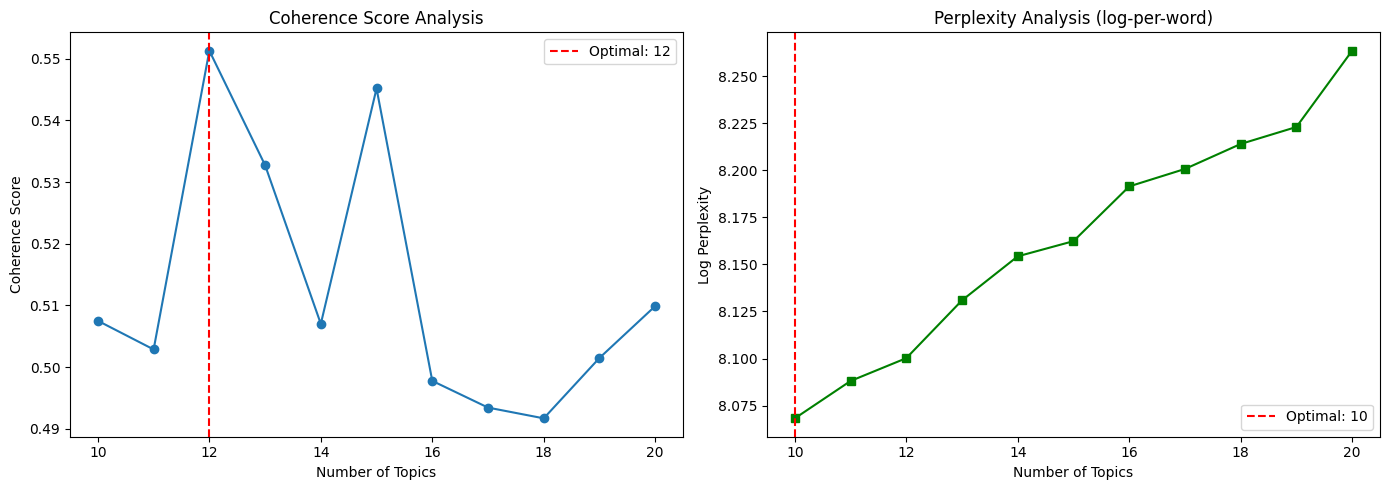 Coherence Score Analysis
Optimal: 12
Coherence Score
0.55
0.54
0.53
0.52
0.51
0.50
0.49
10 12 14 16 18 20
Number of Topics
Perplexity Analysis (log-per-word)
Log Perplexity
8.250
8.225
8.200
8.175
8.150
8.125
8.100
8.075
Optimal: 10
10 12 14 16 18 20
Number of Topics